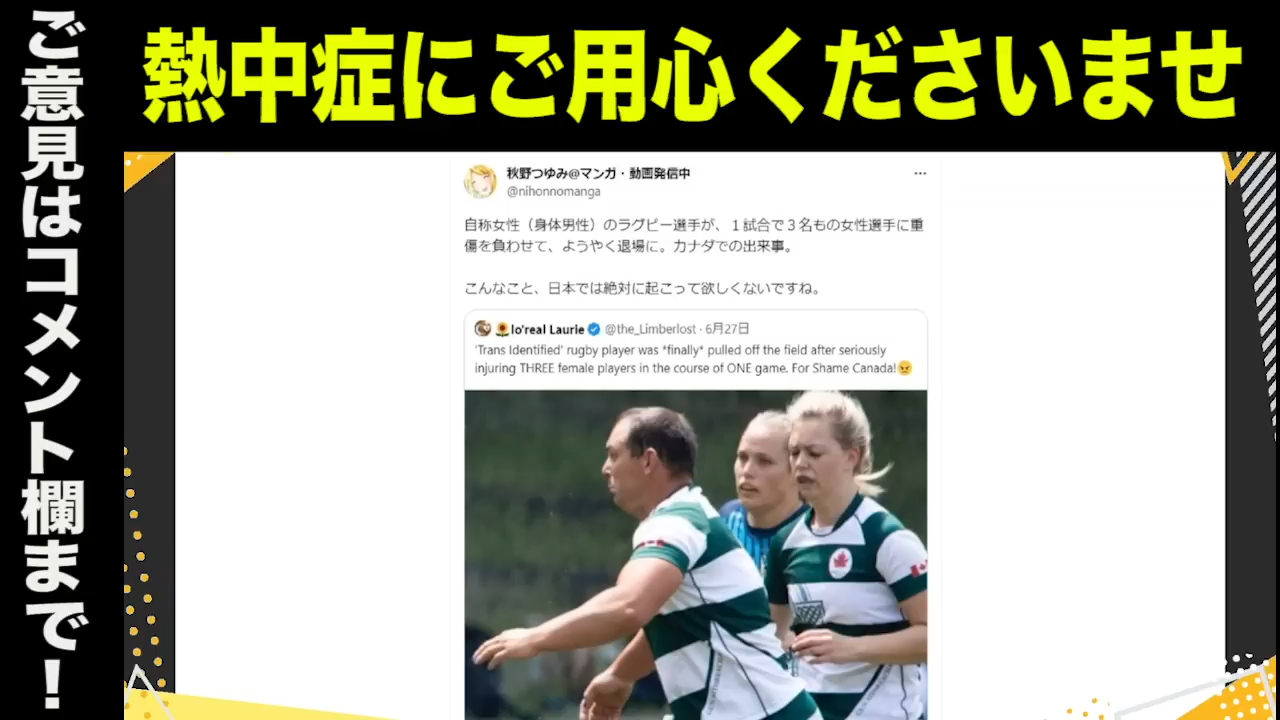 熱中症にご用心くださいませ
ご意見はコメント欄まで!
秋野つゆみ@マンガ・動画発信中
@nihonnomanga
自称女性（身体男性）のラグビー選手が、１試合で３名もの女性選手に重
傷を負わせて、ようやく退場に。カナダでの出来事。
こんなこと、日本では絶対に起こって欲しくないですね。
lo'real Laurie @the_Limberlost · 6月27日
'Trans Identified' rugby player was *finally* pulled off the field after seriously
injuring THREE female players in the course of ONE game. For Shame Canada!😠